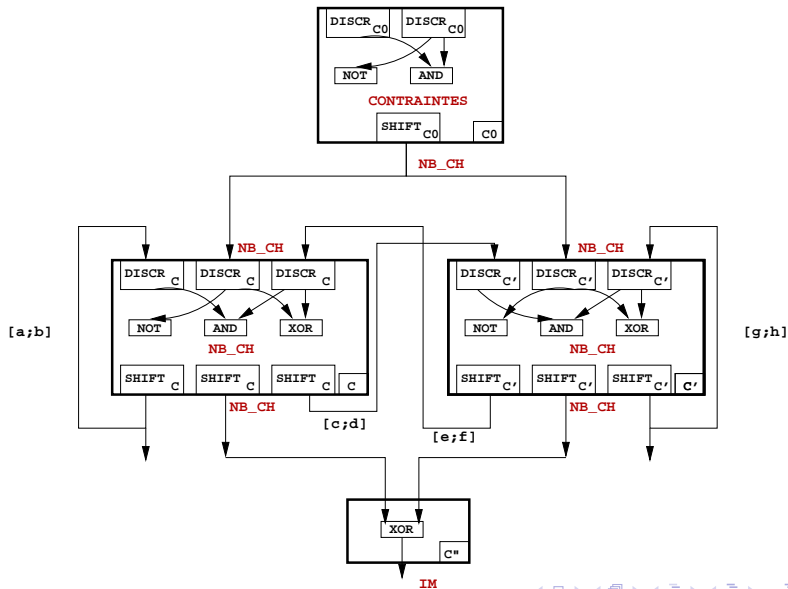 DISCR C0 DISCR C0
NOT AND
CONTRAINTES
SHIFT C0 C0
NB_CH
NB_CH NB_CH
DISCR C DISCR C DISCR C DISCR C' DISCR C' DISCR C'
[a;b] NOT AND XOR NOT AND XOR [g;h]
NB_CH NB_CH
SHIFT C SHIFT C SHIFT C C SHIFT C' SHIFT C' SHIFT C' C'
NB_CH NB_CH
[c;d] [e;f]
XOR
C"
IM